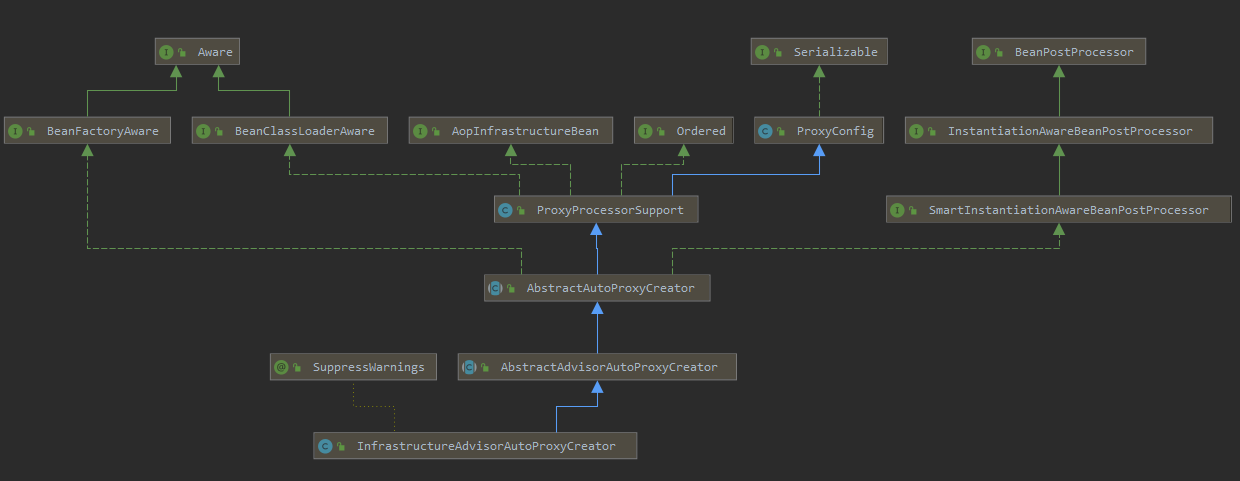 Aware
Serializable
BeanPostProcessor
BeanFactoryAware
BeanClassLoaderAware
AopInfrastructureBean
Ordered
ProxyConfig
InstantiationAwareBeanPostProcessor
ProxyProcessorSupport
SmartInstantiationAwareBeanPostProcessor
AbstractAutoProxyCreator
SuppressWarnings
AbstractAdvisorAutoProxyCreator
InfrastructureAdvisorAutoProxyCreator